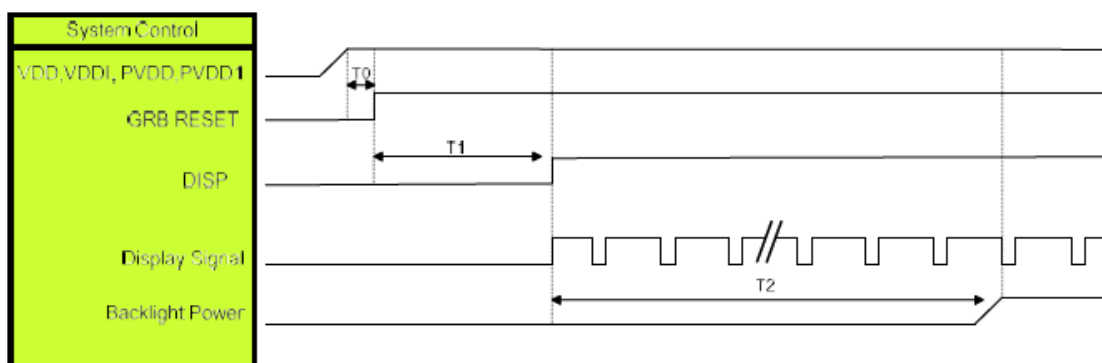 System Control
VDD,VDDI, PVDD,PVDD1
T0
GRB RESET
T1
DISP
Display Signal
T2
Backlight Power